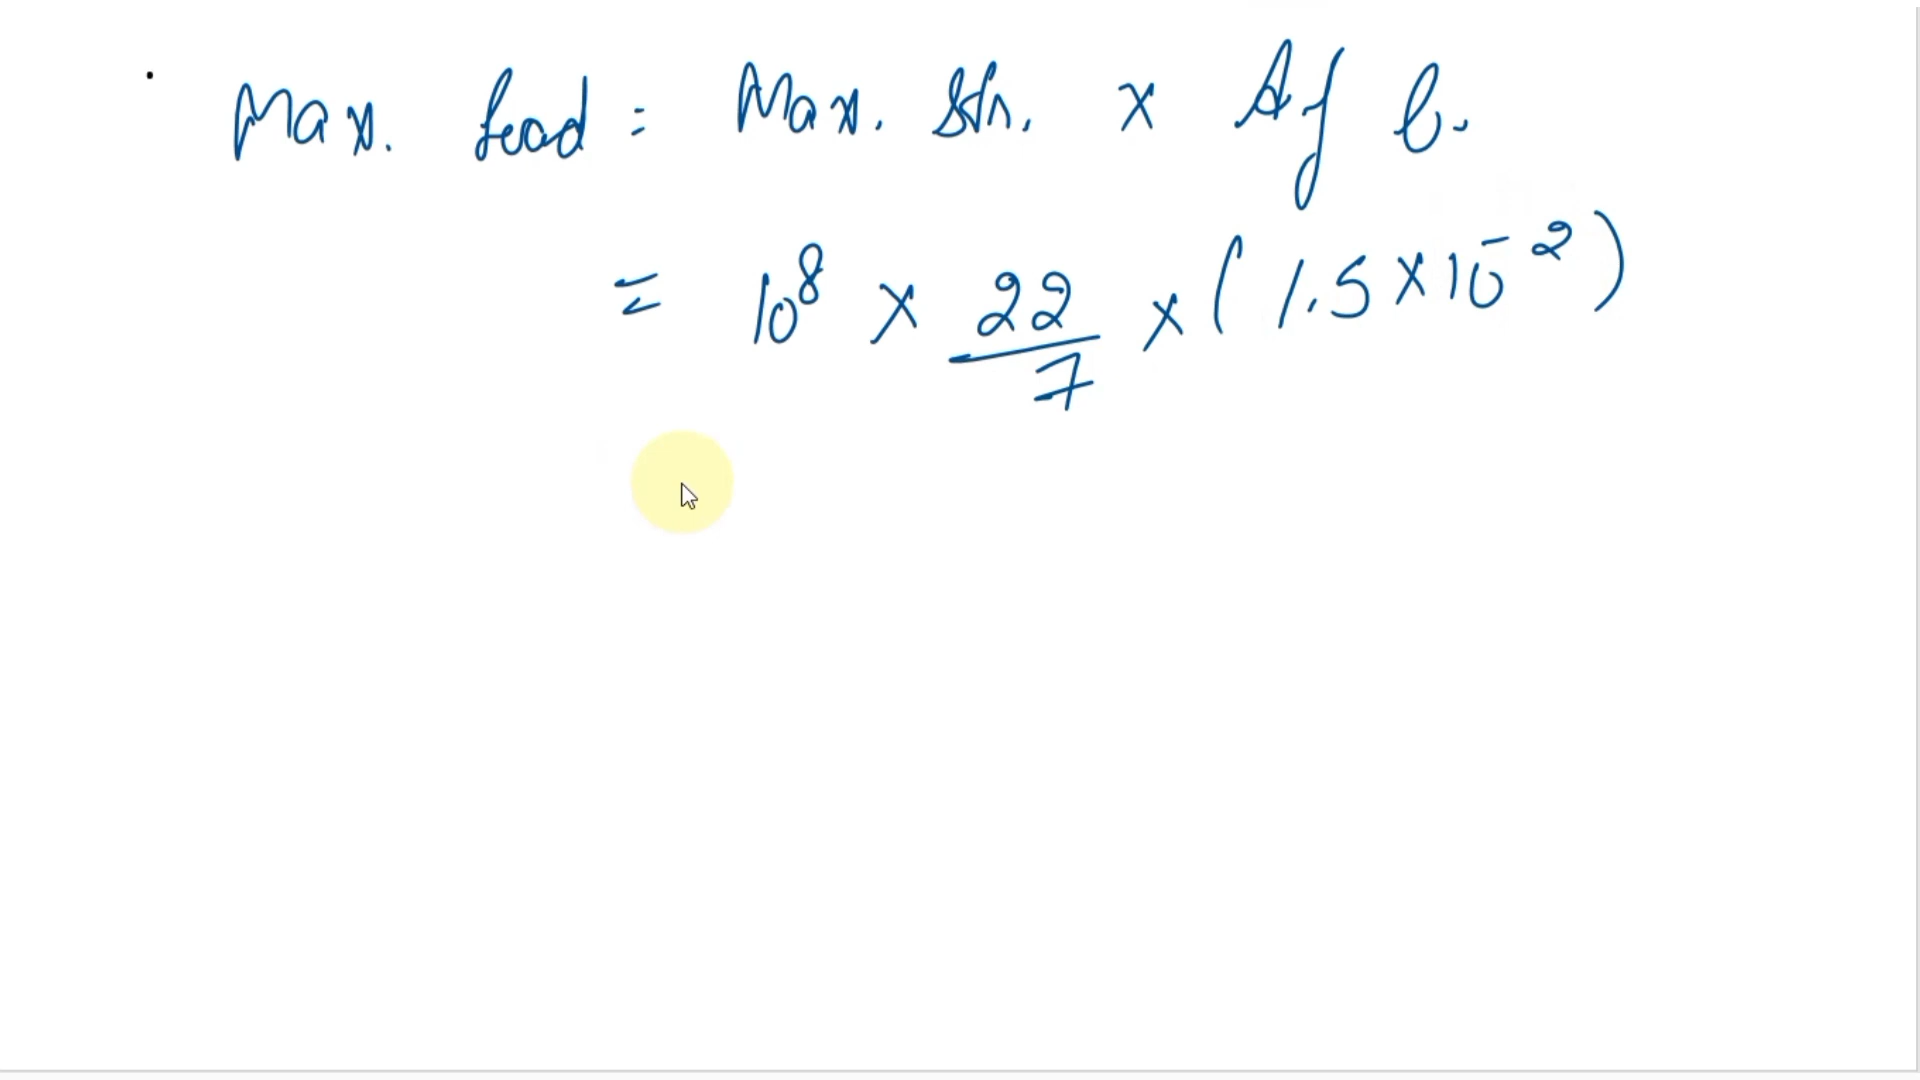 Max. load = Max. Str. x A of C.
= 10⁸ x 22/7 x ( 1.5 x 10⁻² )